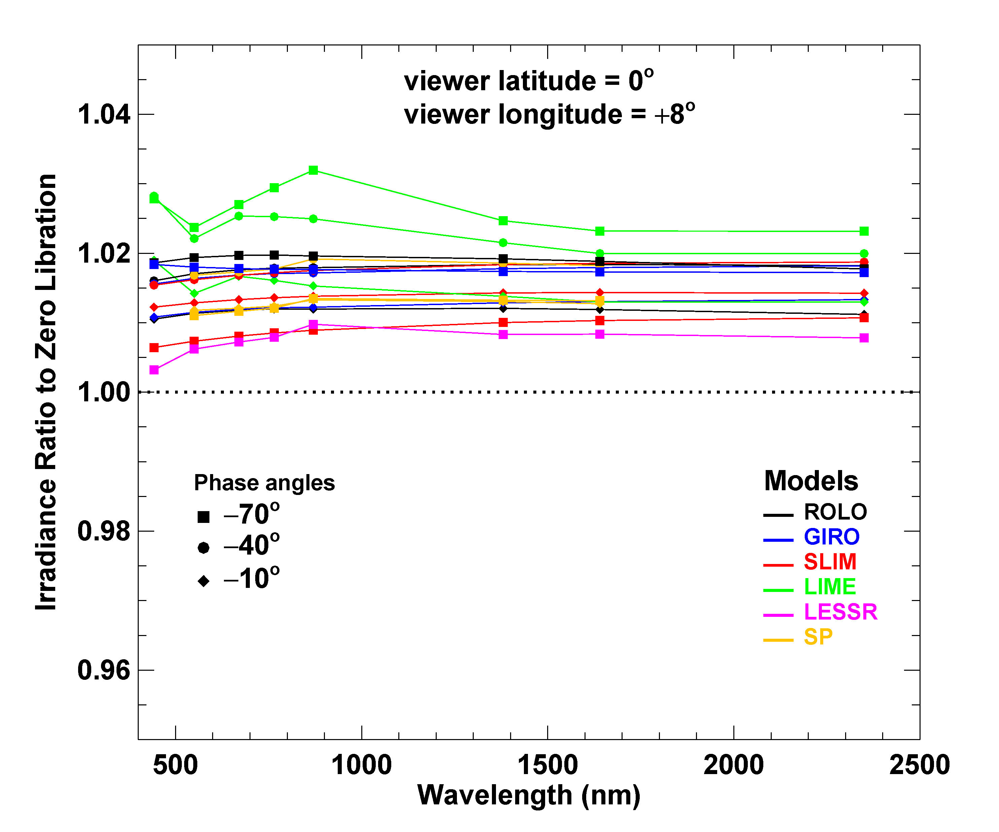 viewer latitude = 0°
viewer longitude = +8°
1.04
1.02
1.00
0.98
0.96
Irradiance Ratio to Zero Libration
Phase angles
–70°
–40°
–10°
Models
ROLO
GIRO
SLIM
LIME
LESSR
SP
500 1000 1500 2000 2500
Wavelength (nm)